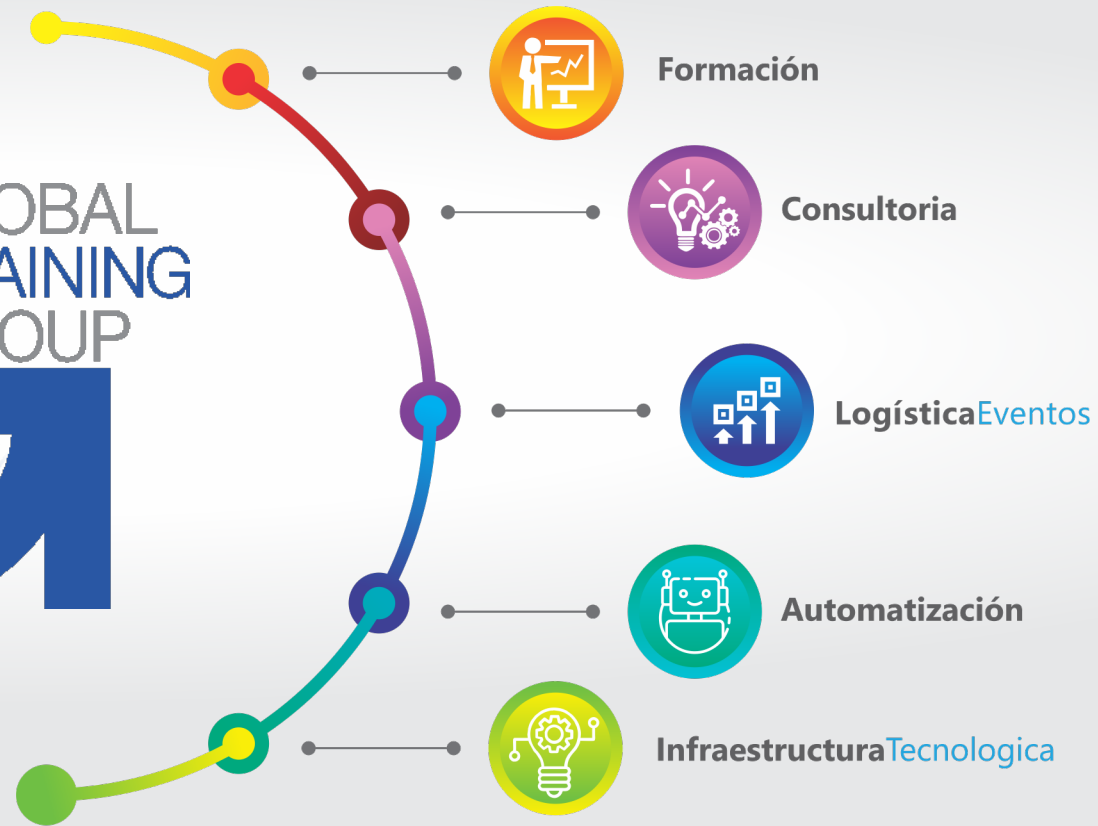 OBAL
AINING
OUP
Formación
Consultoria
LogísticaEventos
Automatización
InfraestructuraTecnologica